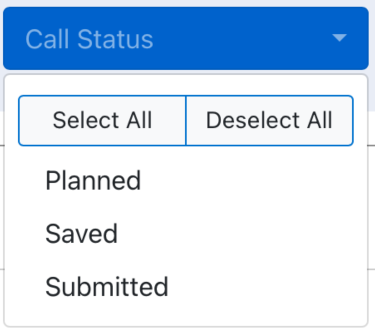 Call Status
Select All Deselect All
Planned
Saved
Submitted